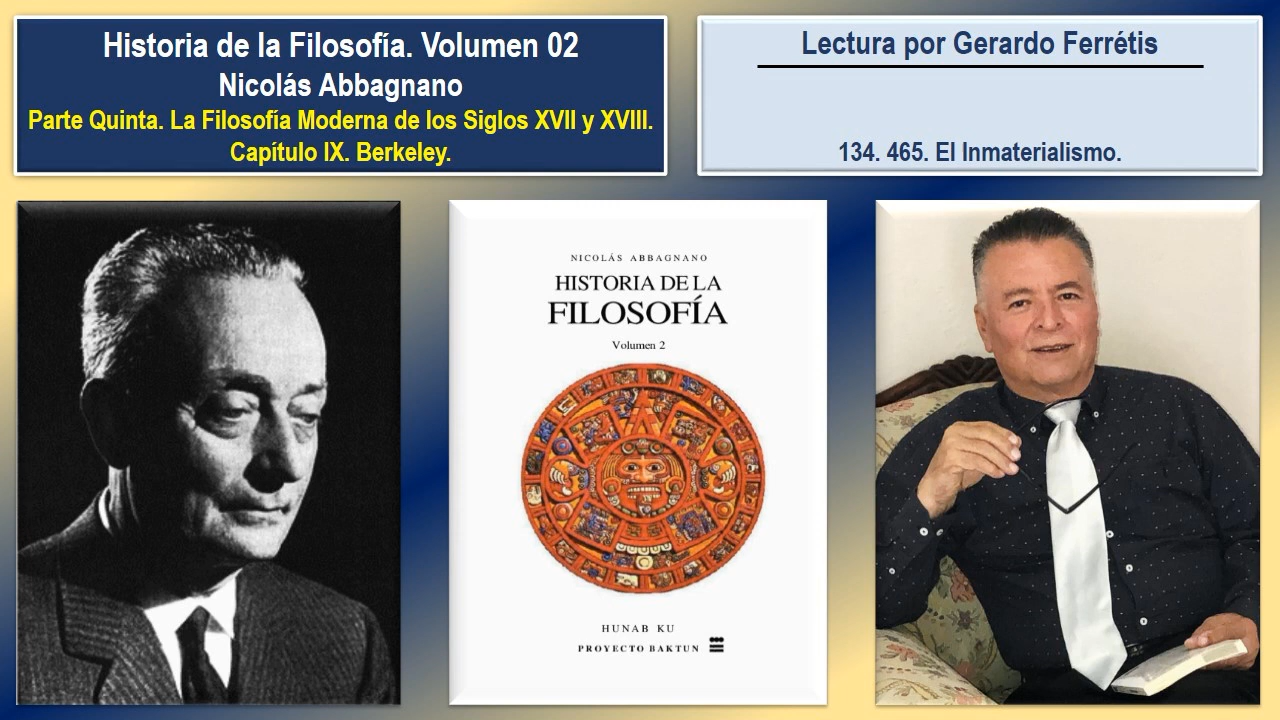 Historia de la Filosofía. Volumen 02
Nicolás Abbagnano
Parte Quinta. La Filosofía Moderna de los Siglos XVII y XVIII.
Capítulo IX. Berkeley.
Lectura por Gerardo Ferrétis
134. 465. El Inmaterialismo.
NICOLÁS ABBAGNANO
HISTORIA DE LA
FILOSOFÍA
Volumen 2
HUNAB KU
PROYECTO BAKTUN